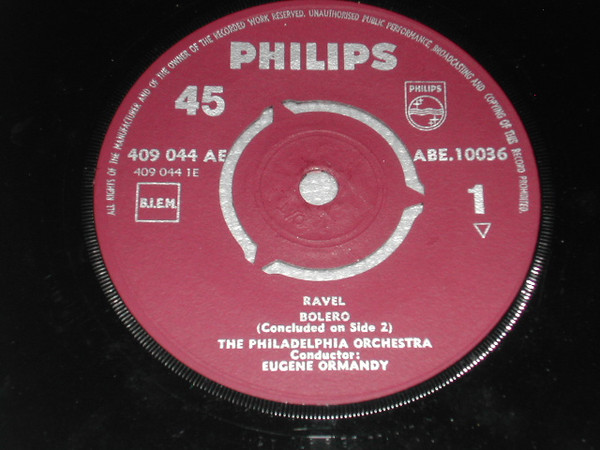 ALL RIGHTS OF THE MANUFACTURER AND OF THE OWNER OF THE RECORDED WORK RESERVED. UNAUTHORISED PUBLIC PERFORMANCE, BROADCASTING AND COPYING OF THIS RECORD PROHIBITED.
PHILIPS
45
PHILIPS
409 044 AE
ABE.10036
409 044 1E
B.I.E.M.
1
RAVEL
BOLERO
(Concluded on Side 2)
THE PHILADELPHIA ORCHESTRA
Conductor:
EUGENE ORMANDY